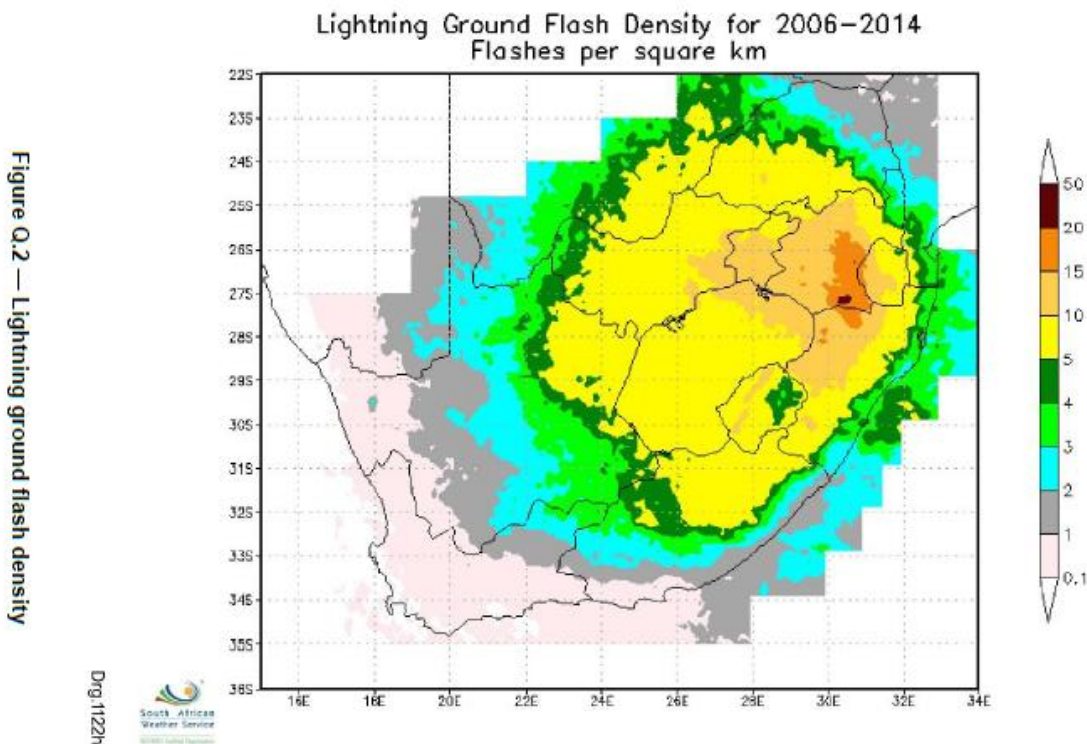 Lightning Ground Flash Density for 2006-2014
Flashes per square km
22S
23S
24S
25S
26S
27S
28S
29S
30S
31S
32S
33S
34S
35S
36S
16E
18E
20E
22E
24E
26E
28E
30E
32E
34E
50
20
15
10
5
4
3
2
1
0.1
Figure Q.2 — Lightning ground flash density
Drg.1122h
South African
Weather Service